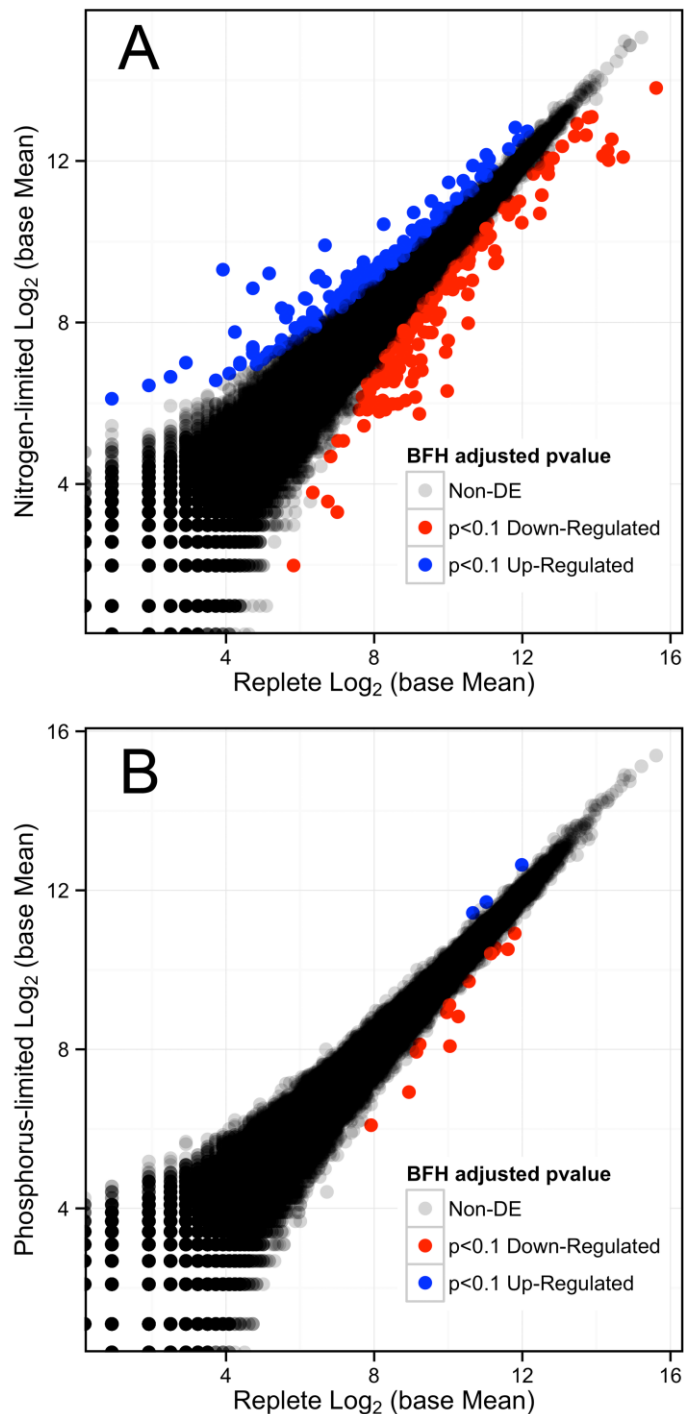 A
Nitrogen-limited Log2 (base Mean)
12
8
4
BFH adjusted pvalue
Non-DE
p<0.1 Down-Regulated
p<0.1 Up-Regulated
4 8 12 16
Replete Log2 (base Mean)
B
Phosphorus-limited Log2 (base Mean)
16
12
8
4
BFH adjusted pvalue
Non-DE
p<0.1 Down-Regulated
p<0.1 Up-Regulated
4 8 12 16
Replete Log2 (base Mean)